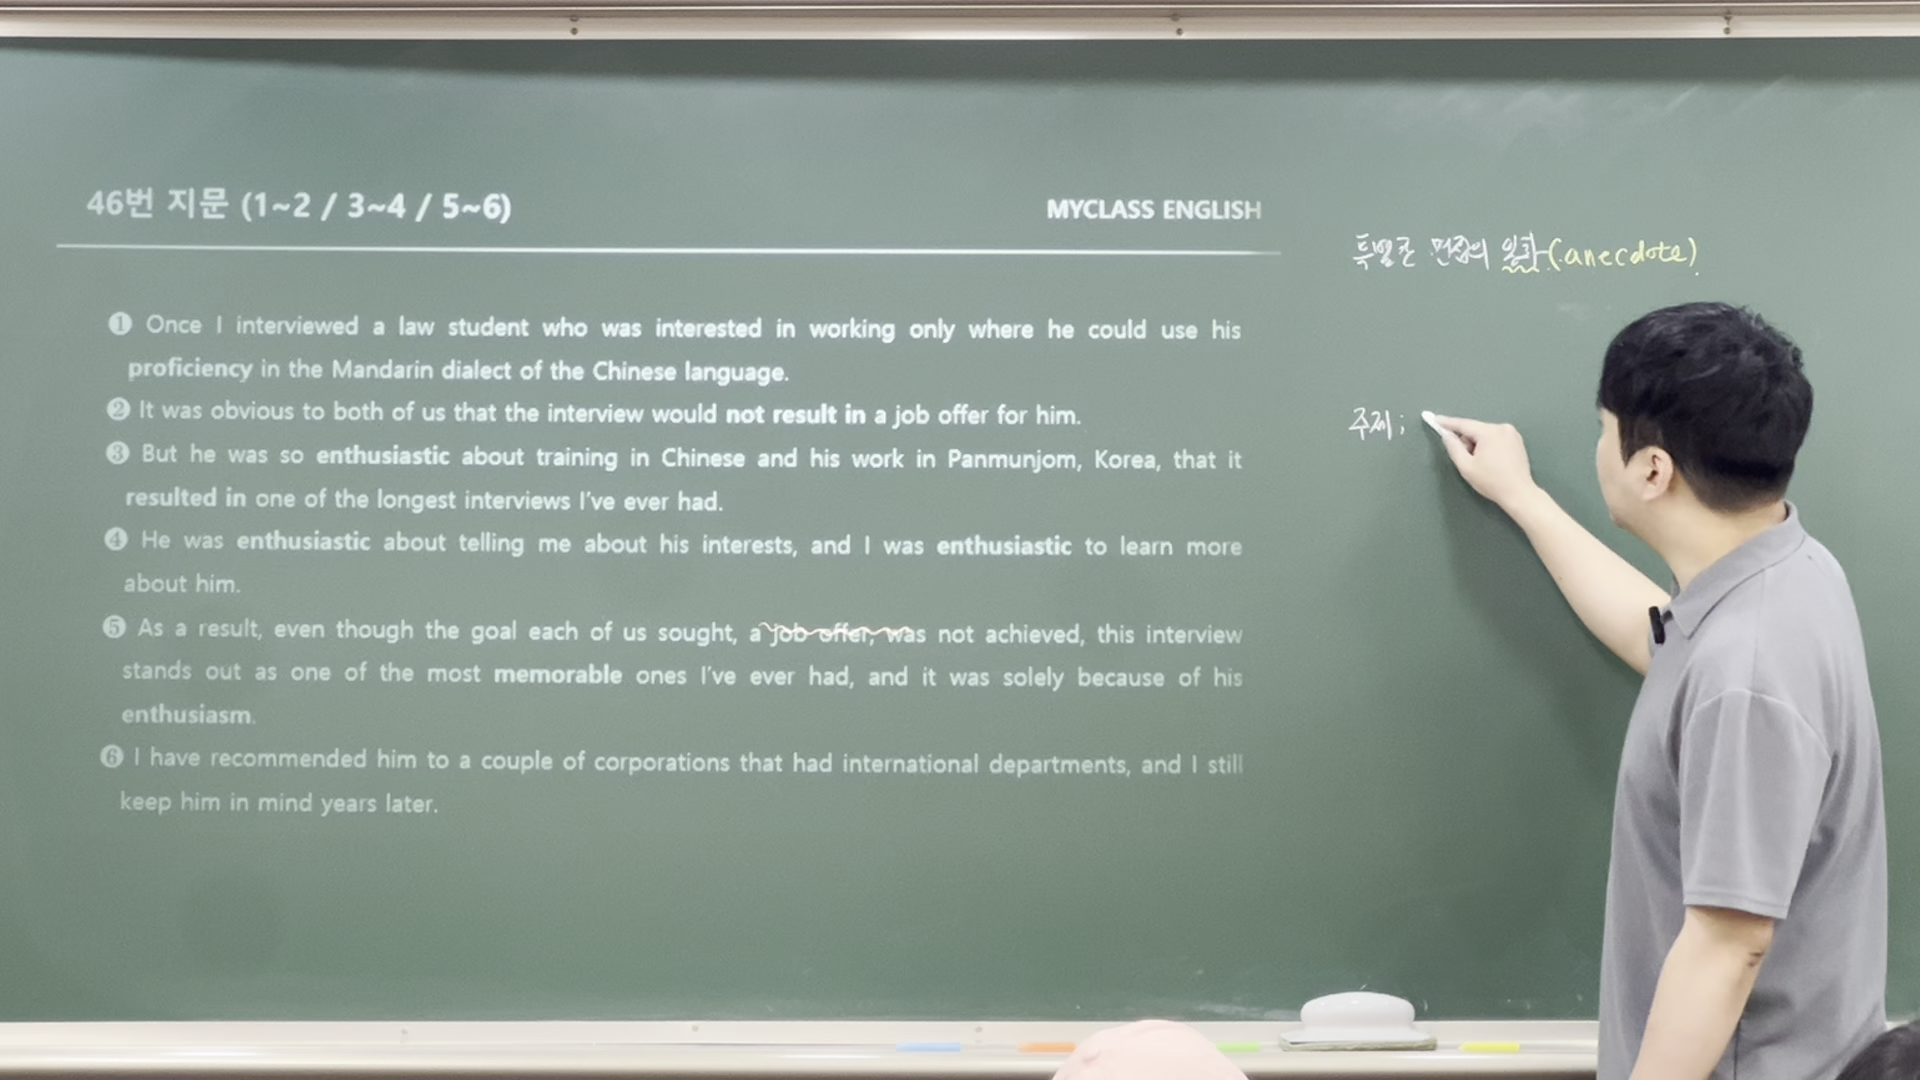 46번 지문 (1~2 / 3~4 / 5~6)
MYCLASS ENGLISH
❶ Once I interviewed a law student who was interested in working only where he could use his
proficiency in the Mandarin dialect of the Chinese language.
❷ It was obvious to both of us that the interview would not result in a job offer for him.
❸ But he was so enthusiastic about training in Chinese and his work in Panmunjom, Korea, that it
resulted in one of the longest interviews I've ever had.
❹ He was enthusiastic about telling me about his interests, and I was enthusiastic to learn more
about him.
❺ As a result, even though the goal each of us sought, a job offer, was not achieved, this interview
stands out as one of the most memorable ones I've ever had, and it was solely because of his
enthusiasm.
❻ I have recommended him to a couple of corporations that had international departments, and I still
keep him in mind years later.
특별한 면접의 일화 (anecdote)
주제;